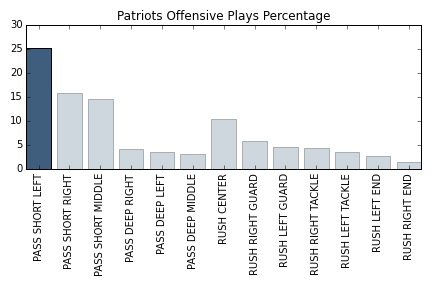 Patriots Offensive Plays Percentage
30
25
20
15
10
5
0
PASS SHORT LEFT
PASS SHORT RIGHT
PASS SHORT MIDDLE
PASS DEEP RIGHT
PASS DEEP LEFT
PASS DEEP MIDDLE
RUSH CENTER
RUSH RIGHT GUARD
RUSH LEFT GUARD
RUSH RIGHT TACKLE
RUSH LEFT TACKLE
RUSH LEFT END
RUSH RIGHT END